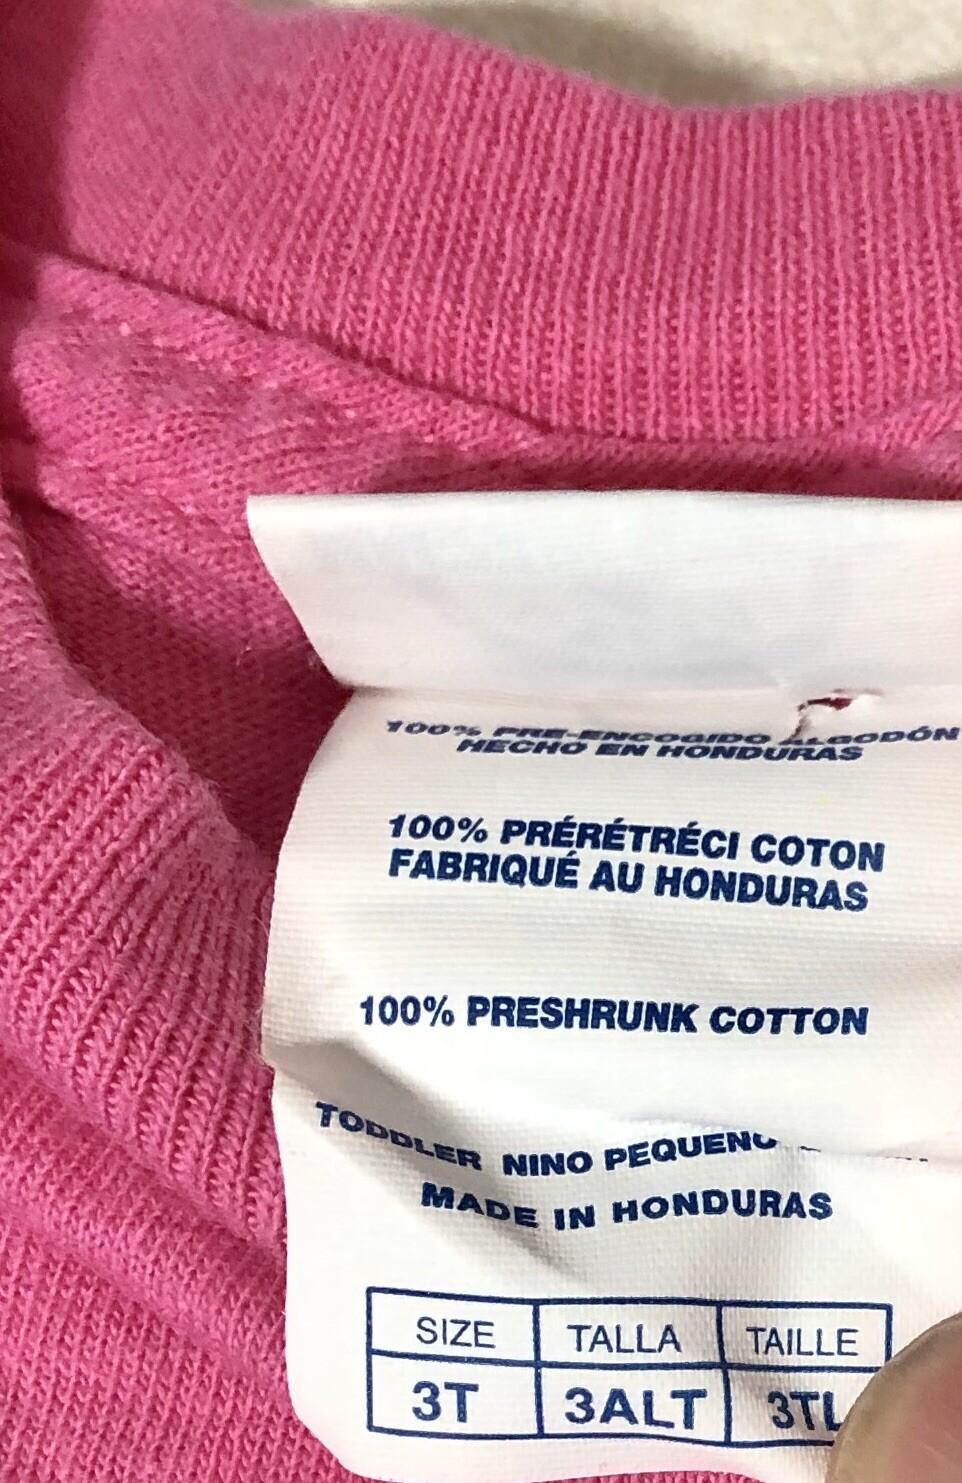 100% PRE-ENCOGIDO ALGODÓN
HECHO EN HONDURAS
100% PRÉRÉTRÉCI COTON
FABRIQUÉ AU HONDURAS
100% PRESHRUNK COTTON
TODDLER NINO PEQUENO
MADE IN HONDURAS
SIZE TALLA TAILLE
3T 3ALT 3TL